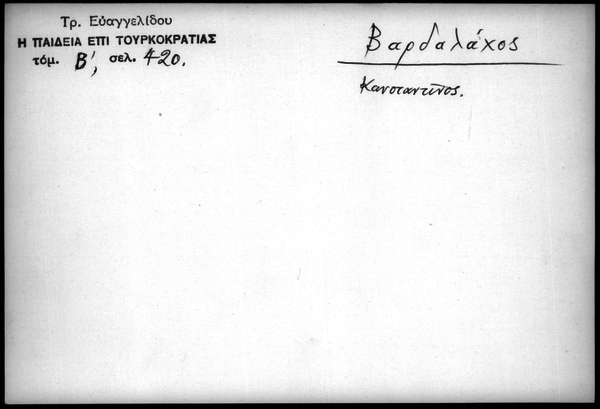 Τρ. Εὐαγγελίδου
Η ΠΑΙΔΕΙΑ ΕΠΙ ΤΟΥΡΚΟΚΡΑΤΙΑΣ
τόμ. Β', σελ. 420.
Βαρδαλάχος
Κωνσταντῖνος.